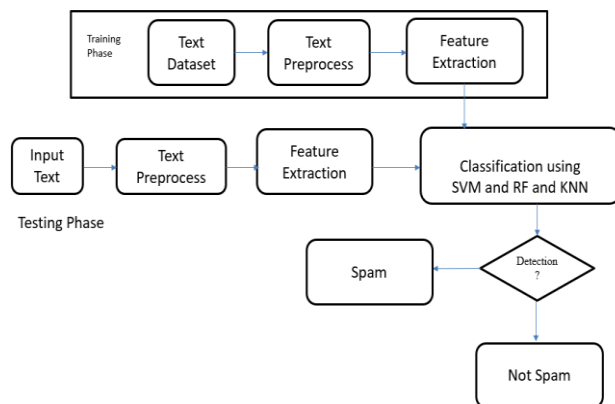 Training
Phase
Text
Dataset
Text
Preprocess
Feature
Extraction
Input
Text
Text
Preprocess
Feature
Extraction
Classification using
SVM and RF and KNN
Testing Phase
Detection
?
Spam
Not Spam